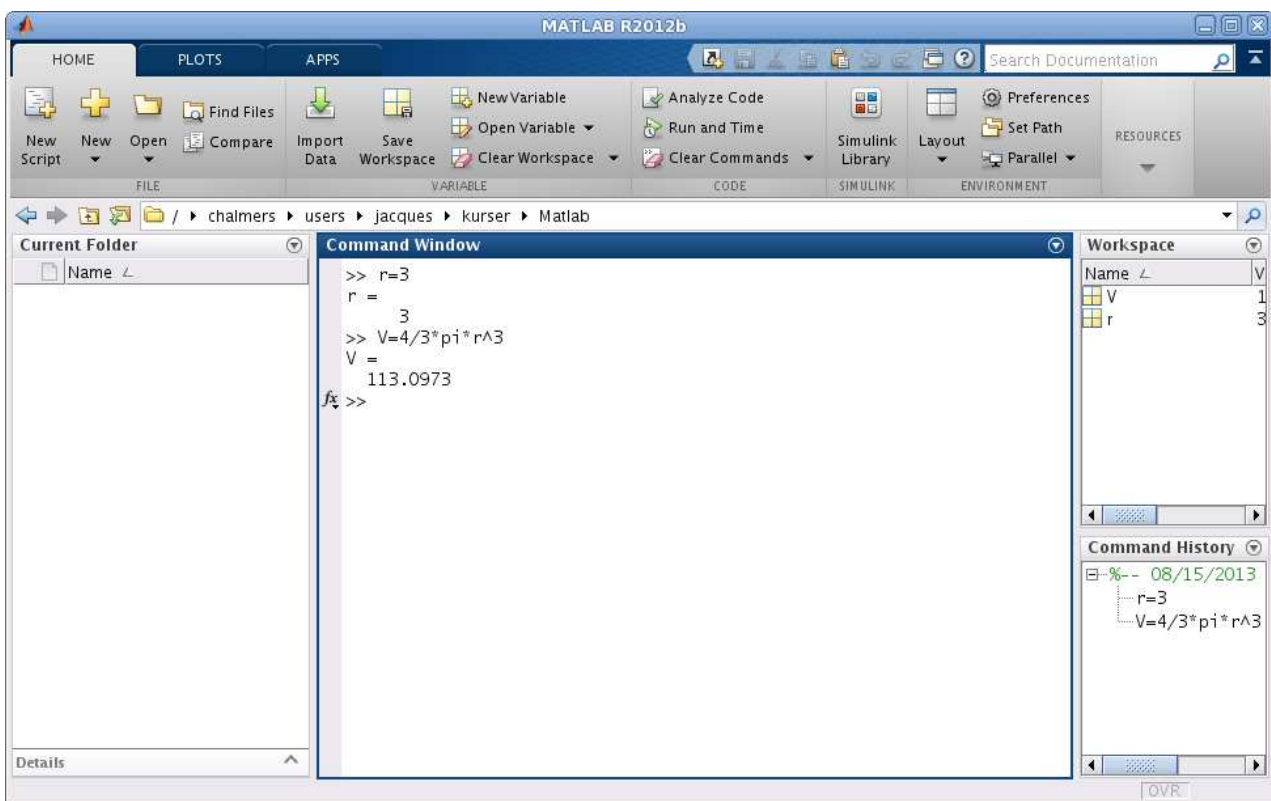 MATLAB R2012b
HOME PLOTS APPS Search Documentation
New Script New Open Find Files Compare Import Data Save Workspace New Variable Open Variable Clear Workspace Analyze Code Run and Time Clear Commands Simulink Library Layout Preferences Set Path Parallel RESOURCES
FILE VARIABLE CODE SIMULINK ENVIRONMENT
/ chalmers users jacques kurser Matlab
Current Folder
Name
Details
Command Window
>> r=3
r =
3
>> V=4/3*pi*r^3
V =
113.0973
fx >>
Workspace
Name V
V 1
r 3
Command History
%-- 08/15/2013
r=3
V=4/3*pi*r^3
OVR